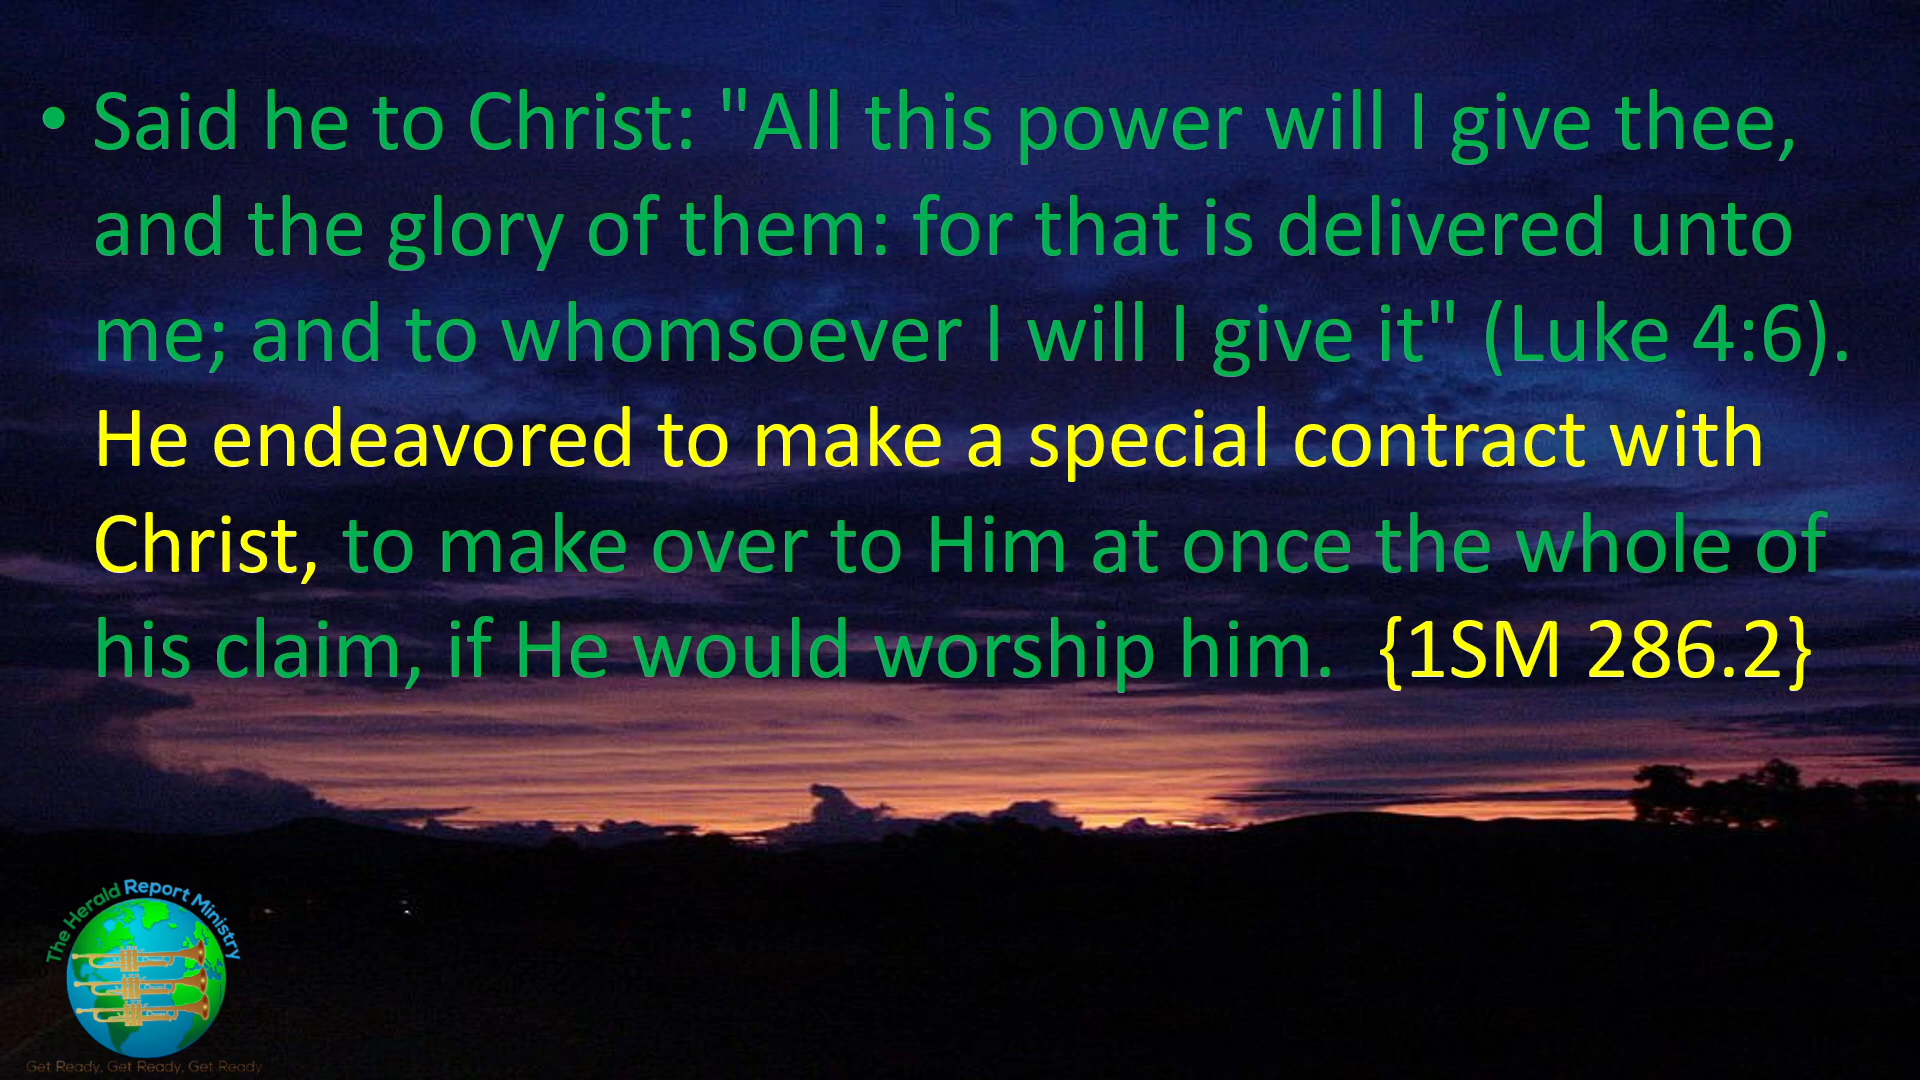 • Said he to Christ: "All this power will I give thee,
and the glory of them: for that is delivered unto
me; and to whomsoever I will I give it" (Luke 4:6).
He endeavored to make a special contract with
Christ, to make over to Him at once the whole of
his claim, if He would worship him. {1SM 286.2}
The Herald Report Ministry
Get Ready, Get Ready, Get Ready